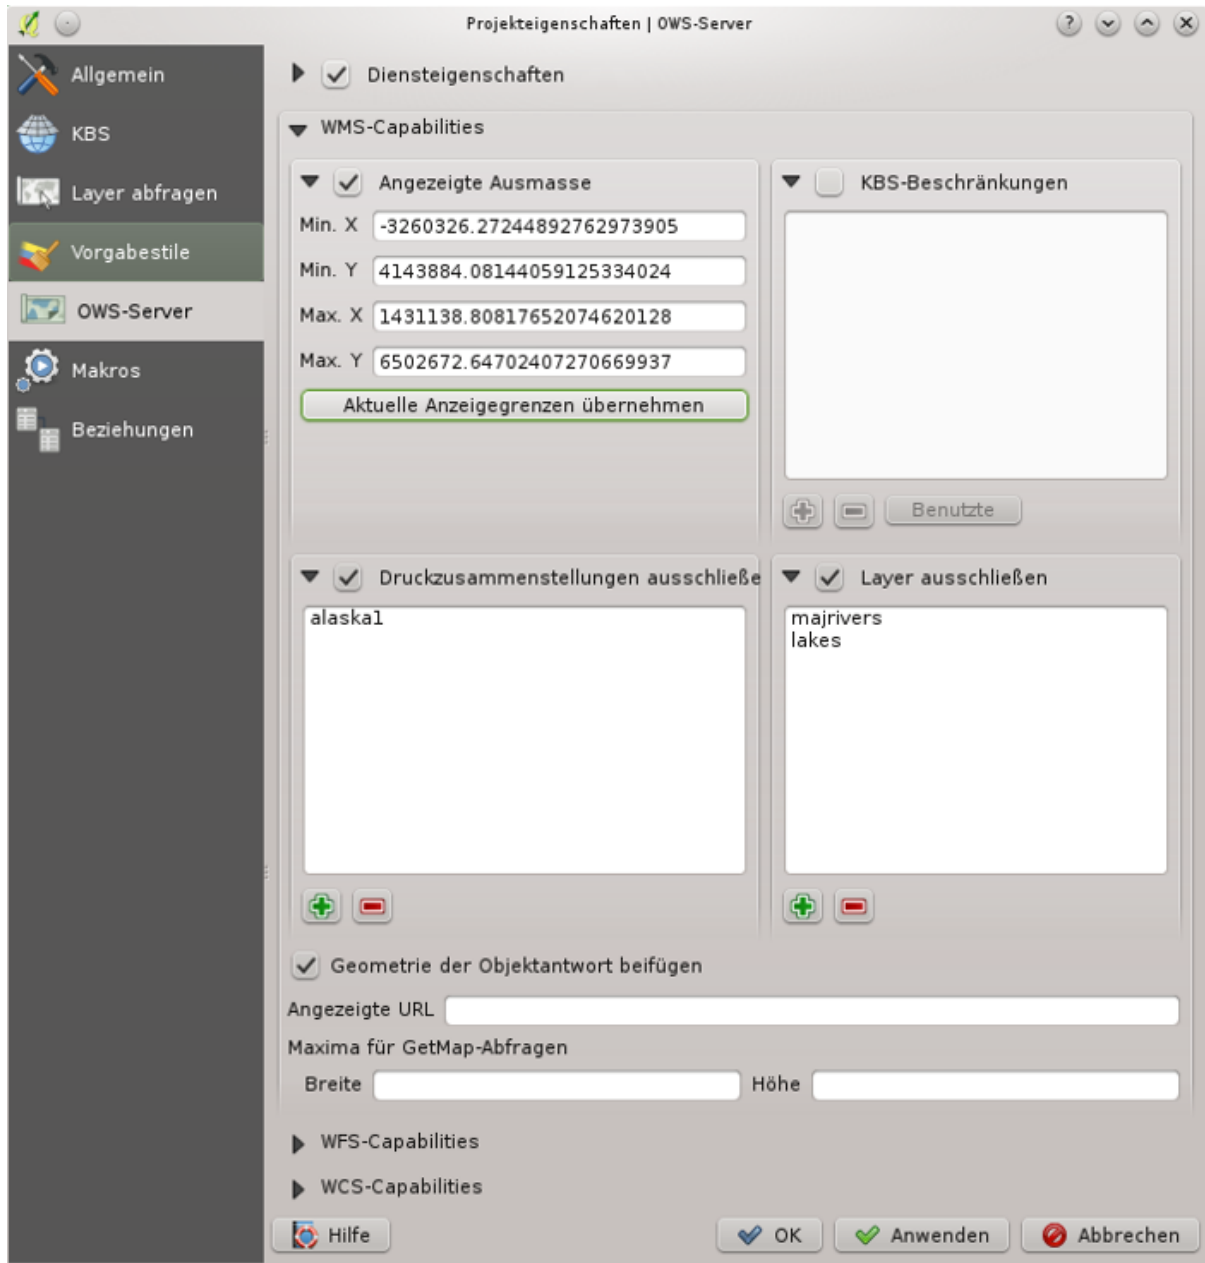 Projekteigenschaften | OWS-Server
Allgemein
KBS
Layer abfragen
Vorgabestile
OWS-Server
Makros
Beziehungen
Diensteigenschaften
WMS-Capabilities
Angezeigte Ausmasse
Min. X -3260326.27244892762973905
Min. Y 4143884.08144059125334024
Max. X 1431138.80817652074620128
Max. Y 6502672.64702407270669937
Aktuelle Anzeigegrenzen übernehmen
KBS-Beschränkungen
Benutzte
Druckzusammenstellungen ausschließe
alaska1
Layer ausschließen
majrivers
lakes
Geometrie der Objektantwort beifügen
Angezeigte URL
Maxima für GetMap-Abfragen
Breite Höhe
WFS-Capabilities
WCS-Capabilities
Hilfe OK Anwenden Abbrechen